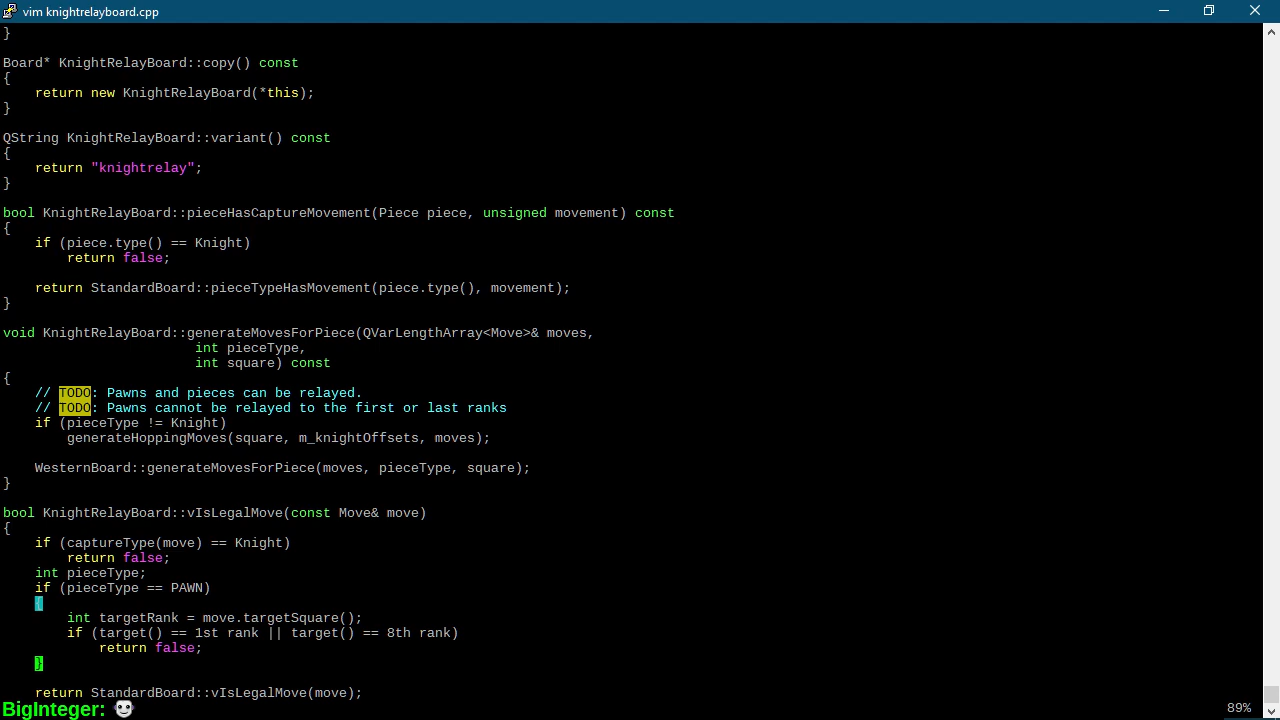 vim knightrelayboard.cpp
}
Board* KnightRelayBoard::copy() const
{
    return new KnightRelayBoard(*this);
}
QString KnightRelayBoard::variant() const
{
    return "knightrelay";
}
bool KnightRelayBoard::pieceHasCaptureMovement(Piece piece, unsigned movement) const
{
    if (piece.type() == Knight)
        return false;
    return StandardBoard::pieceTypeHasMovement(piece.type(), movement);
}
void KnightRelayBoard::generateMovesForPiece(QVarLengthArray<Move>& moves,
                        int pieceType,
                        int square) const
{
    // TODO: Pawns and pieces can be relayed.
    // TODO: Pawns cannot be relayed to the first or last ranks
    if (pieceType != Knight)
        generateHoppingMoves(square, m_knightOffsets, moves);
    WesternBoard::generateMovesForPiece(moves, pieceType, square);
}
bool KnightRelayBoard::vIsLegalMove(const Move& move)
{
    if (captureType(move) == Knight)
        return false;
    int pieceType;
    if (pieceType == PAWN)
    {
        int targetRank = move.targetSquare();
        if (target() == 1st rank || target() == 8th rank)
            return false;
    }
    return StandardBoard::vIsLegalMove(move);
BigInteger:
89%